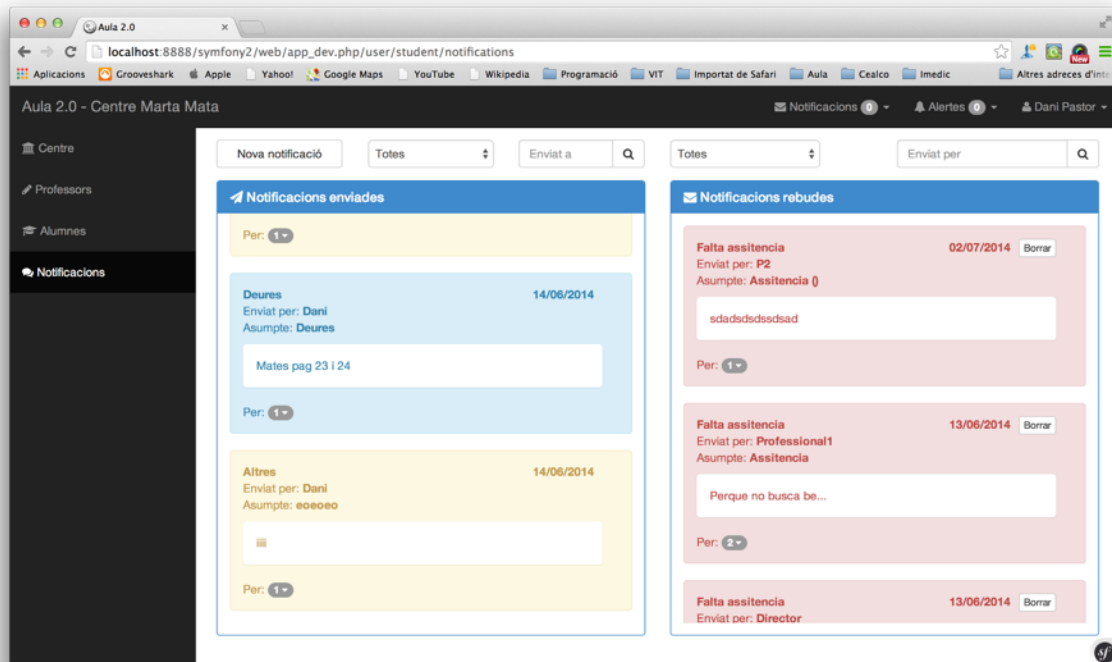 Aula 2.0
localhost:8888/symfony2/web/app_dev.php/user/student/notifications
Aplicacions Grooveshark Apple Yahoo! Google Maps YouTube Wikipedia Programació VIT Importat de Safari Aula Cealco Imedic Altres adreces d'inte
New
Aula 2.0 - Centre Marta Mata Notificacions 0 Alertes 0 Dani Pastor
Centre
Professors
Alumnes
Notificacions
Nova notificació Totes Enviat a Totes Enviat per
Notificacions enviades
Per: 1
Deures 14/06/2014
Enviat per: Dani
Asumpte: Deures
Mates pag 23 i 24
Per: 1
Altres 14/06/2014
Enviat per: Dani
Asumpte: eoeoeo
Per: 1
Notificacions rebudes
Falta assitencia 02/07/2014 Borrar
Enviat per: P2
Asumpte: Assitencia ()
sdadsdsdssdsad
Per: 1
Falta assitencia 13/06/2014 Borrar
Enviat per: Professional1
Asumpte: Assitencia
Perque no busca be...
Per: 2
Falta assitencia 13/06/2014 Borrar
Enviat per: Director
sf